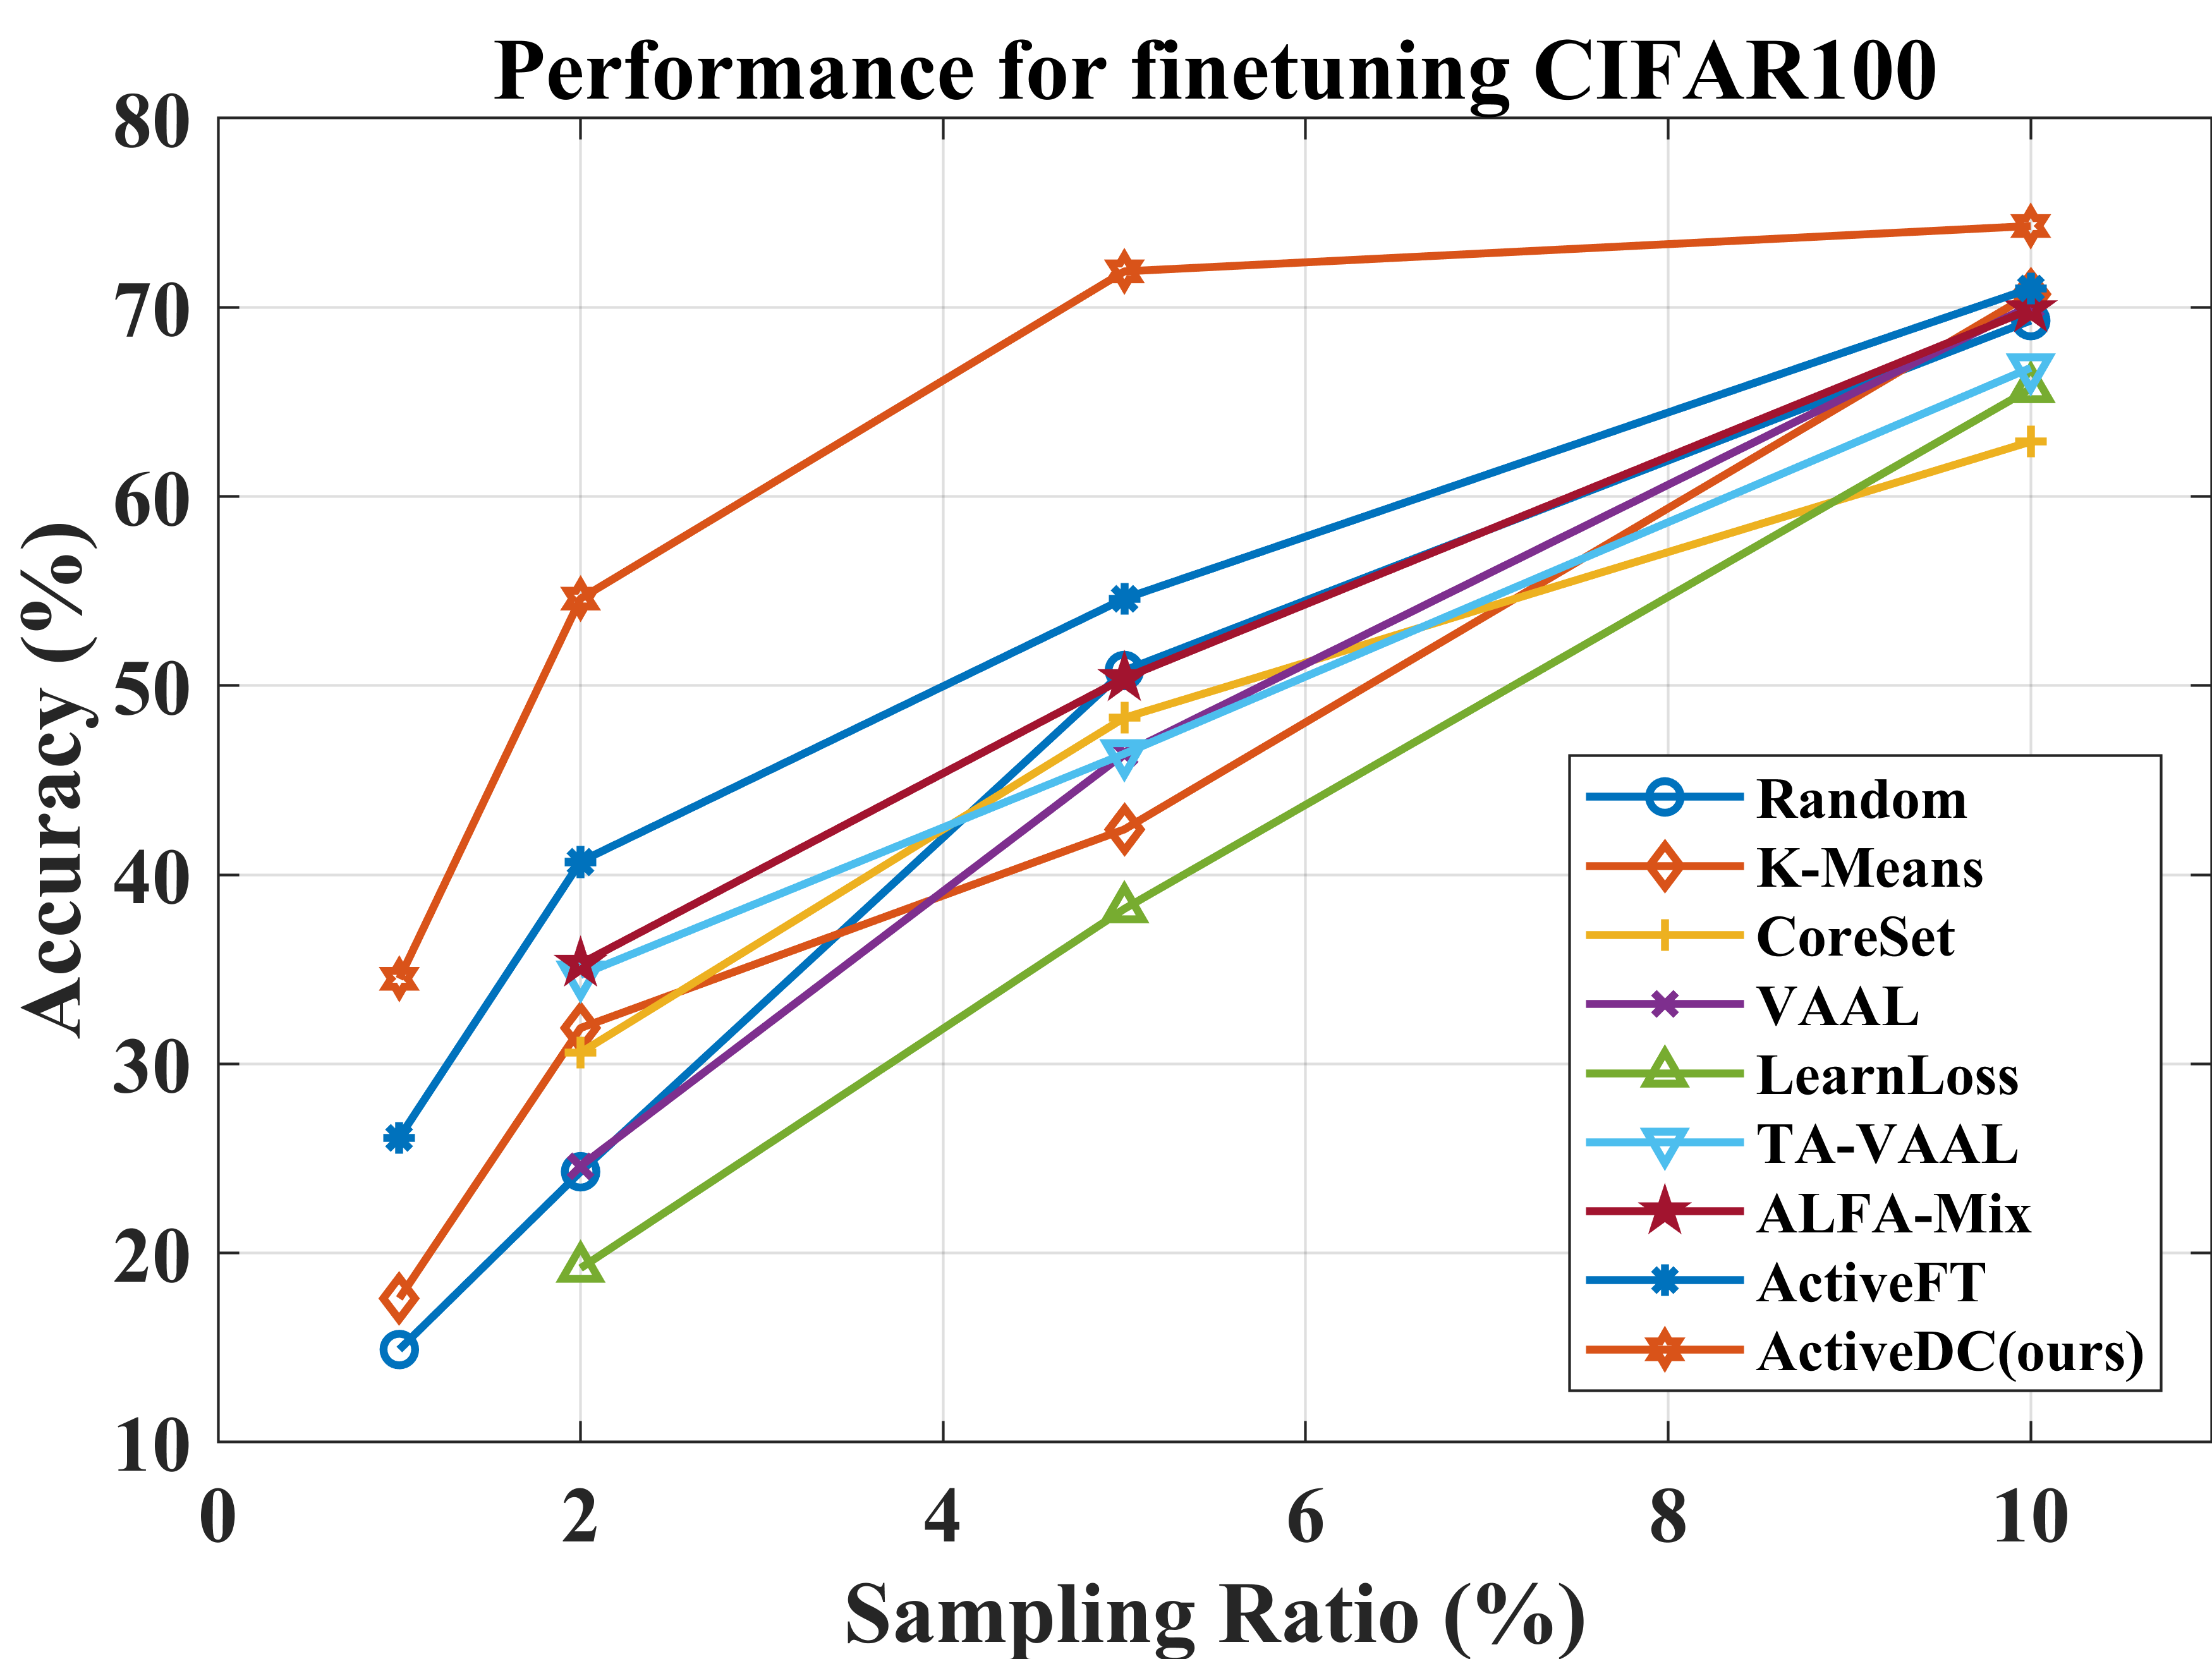 Performance for finetuning CIFAR100
80
70
60
50
40
30
20
10
Accuracy (%)
0 2 4 6 8 10
Sampling Ratio (%)
Random
K-Means
CoreSet
VAAL
LearnLoss
TA-VAAL
ALFA-Mix
ActiveFT
ActiveDC(ours)